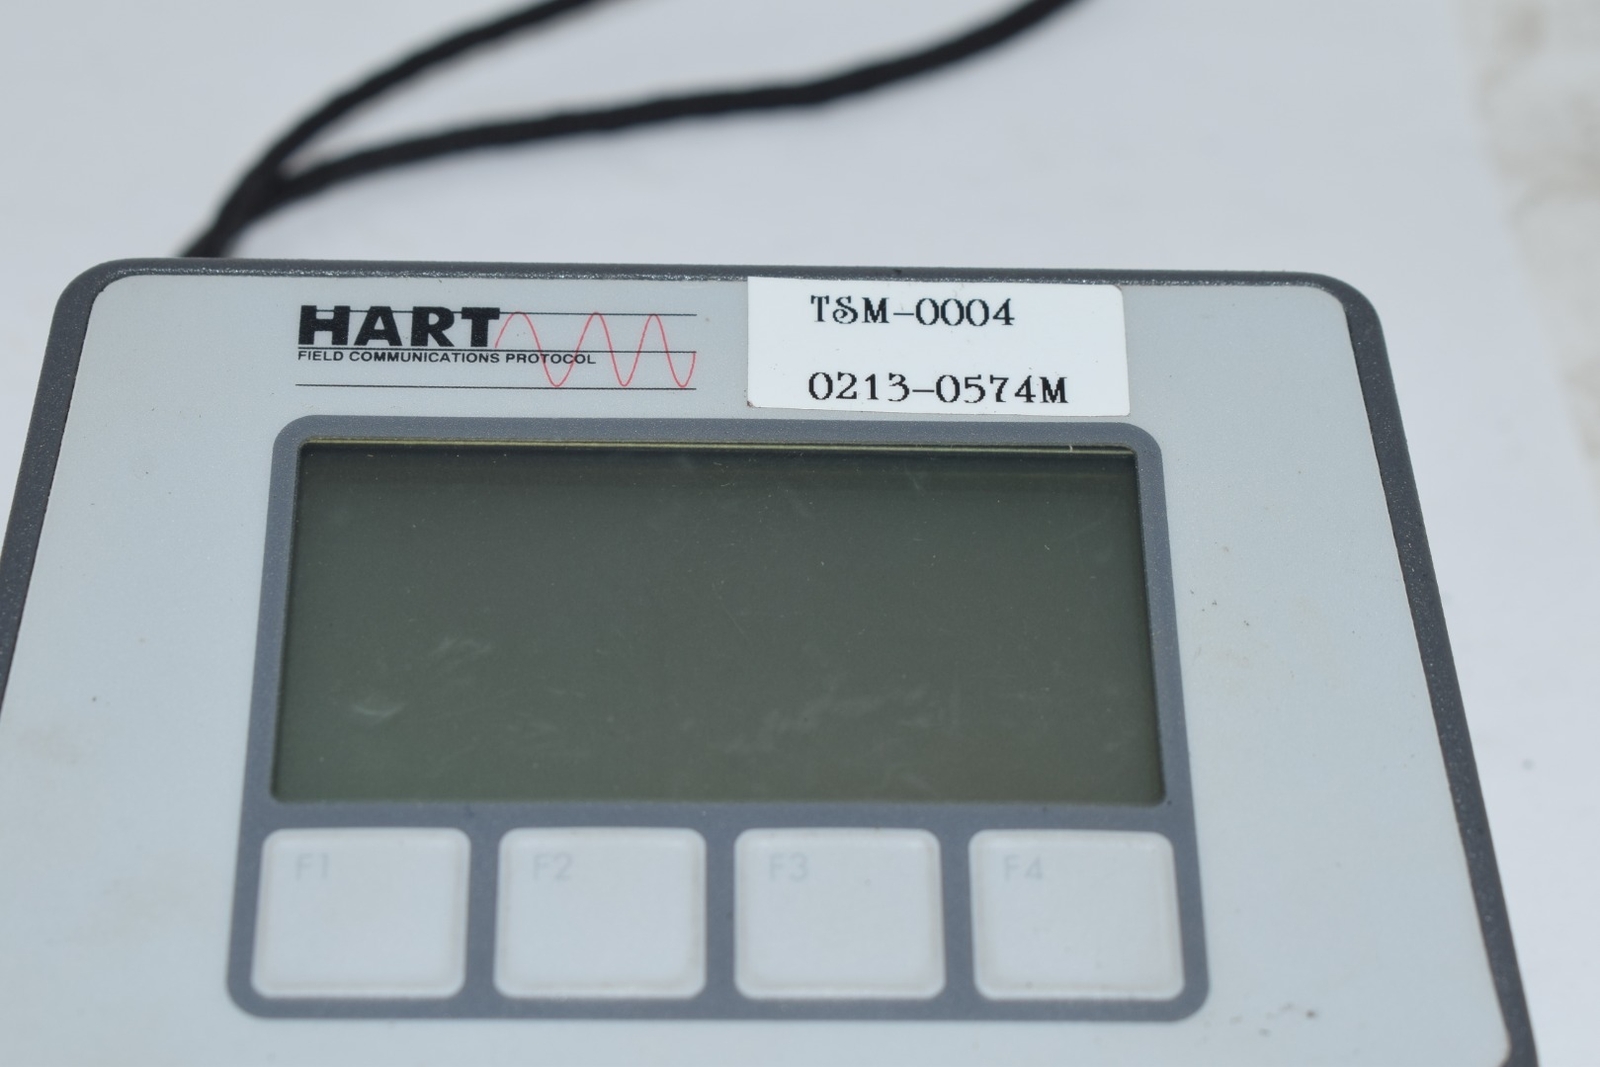 HART
FIELD COMMUNICATIONS PROTOCOL
TSM-0004
0213-0574M
F1
F2
F3
F4